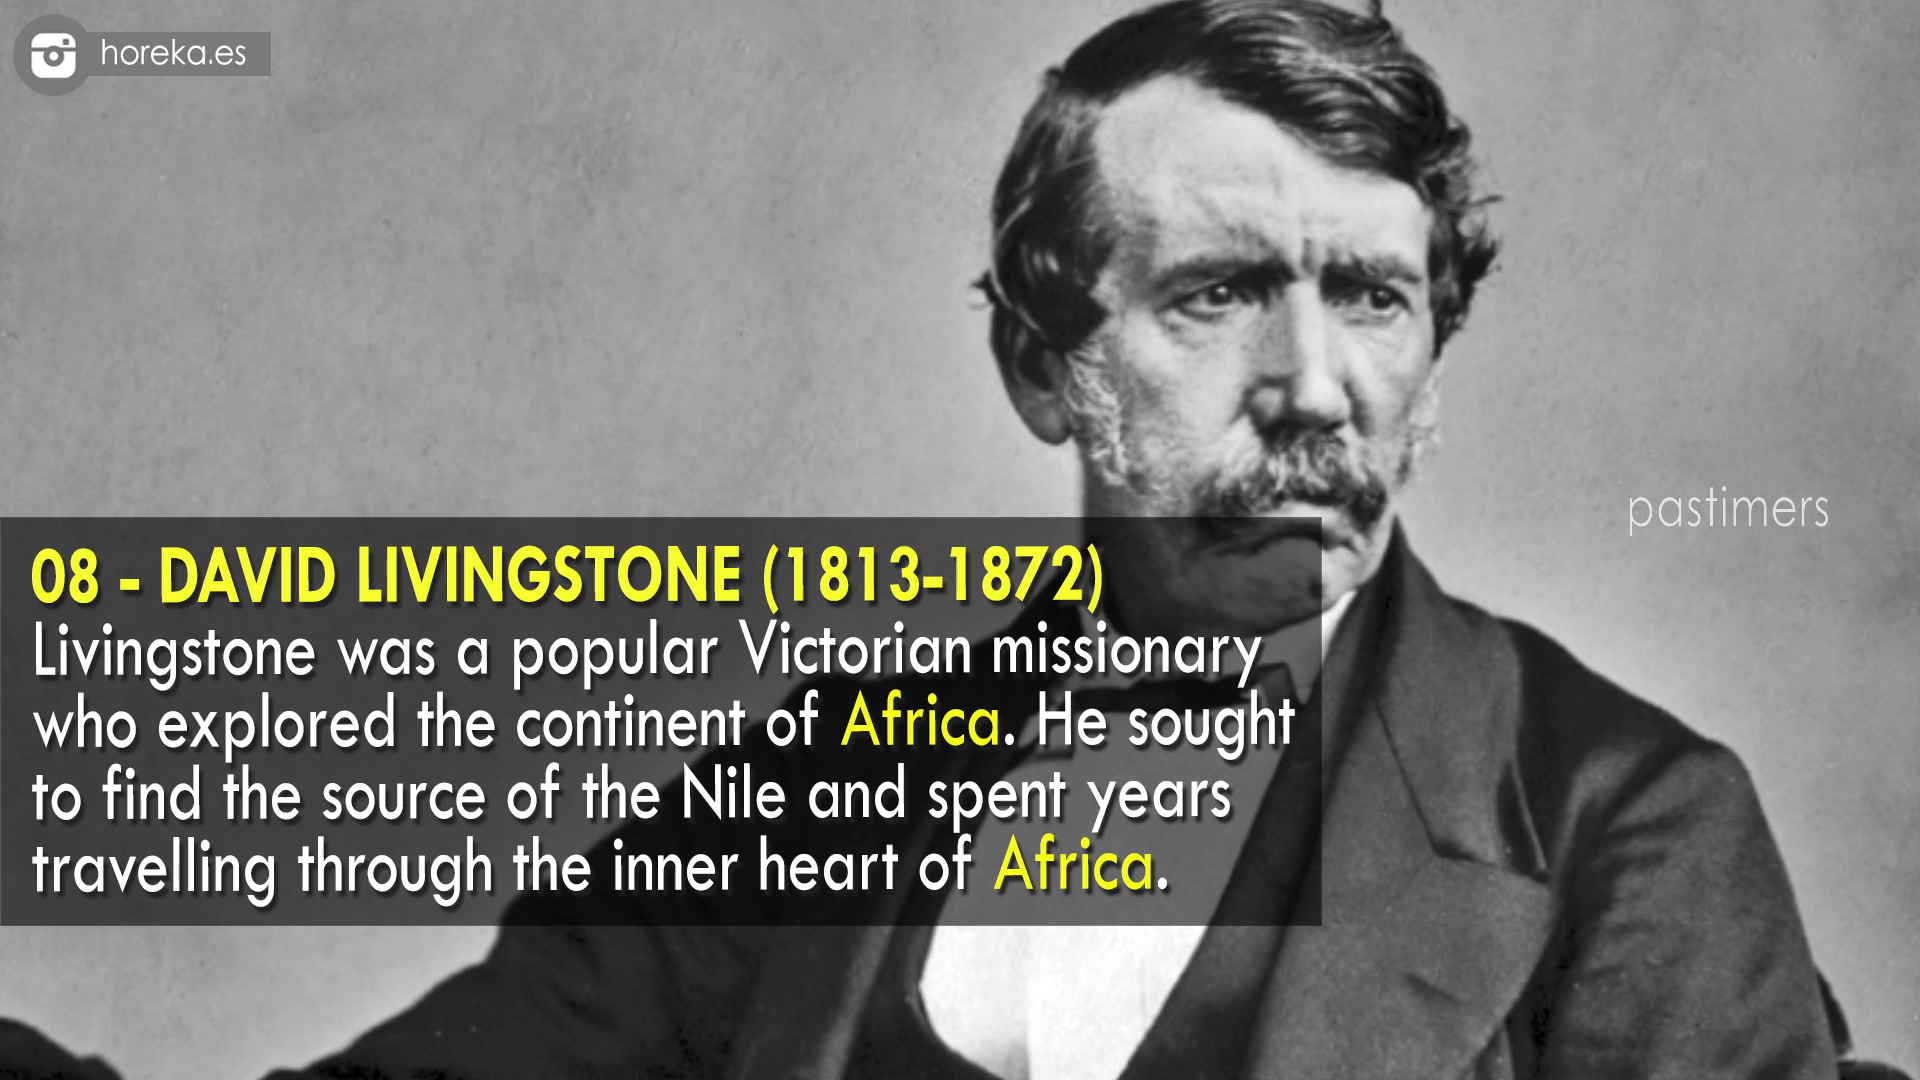 horeka.es
pastimers
08 - DAVID LIVINGSTONE (1813-1872)
Livingstone was a popular Victorian missionary
who explored the continent of Africa. He sought
to find the source of the Nile and spent years
travelling through the inner heart of Africa.